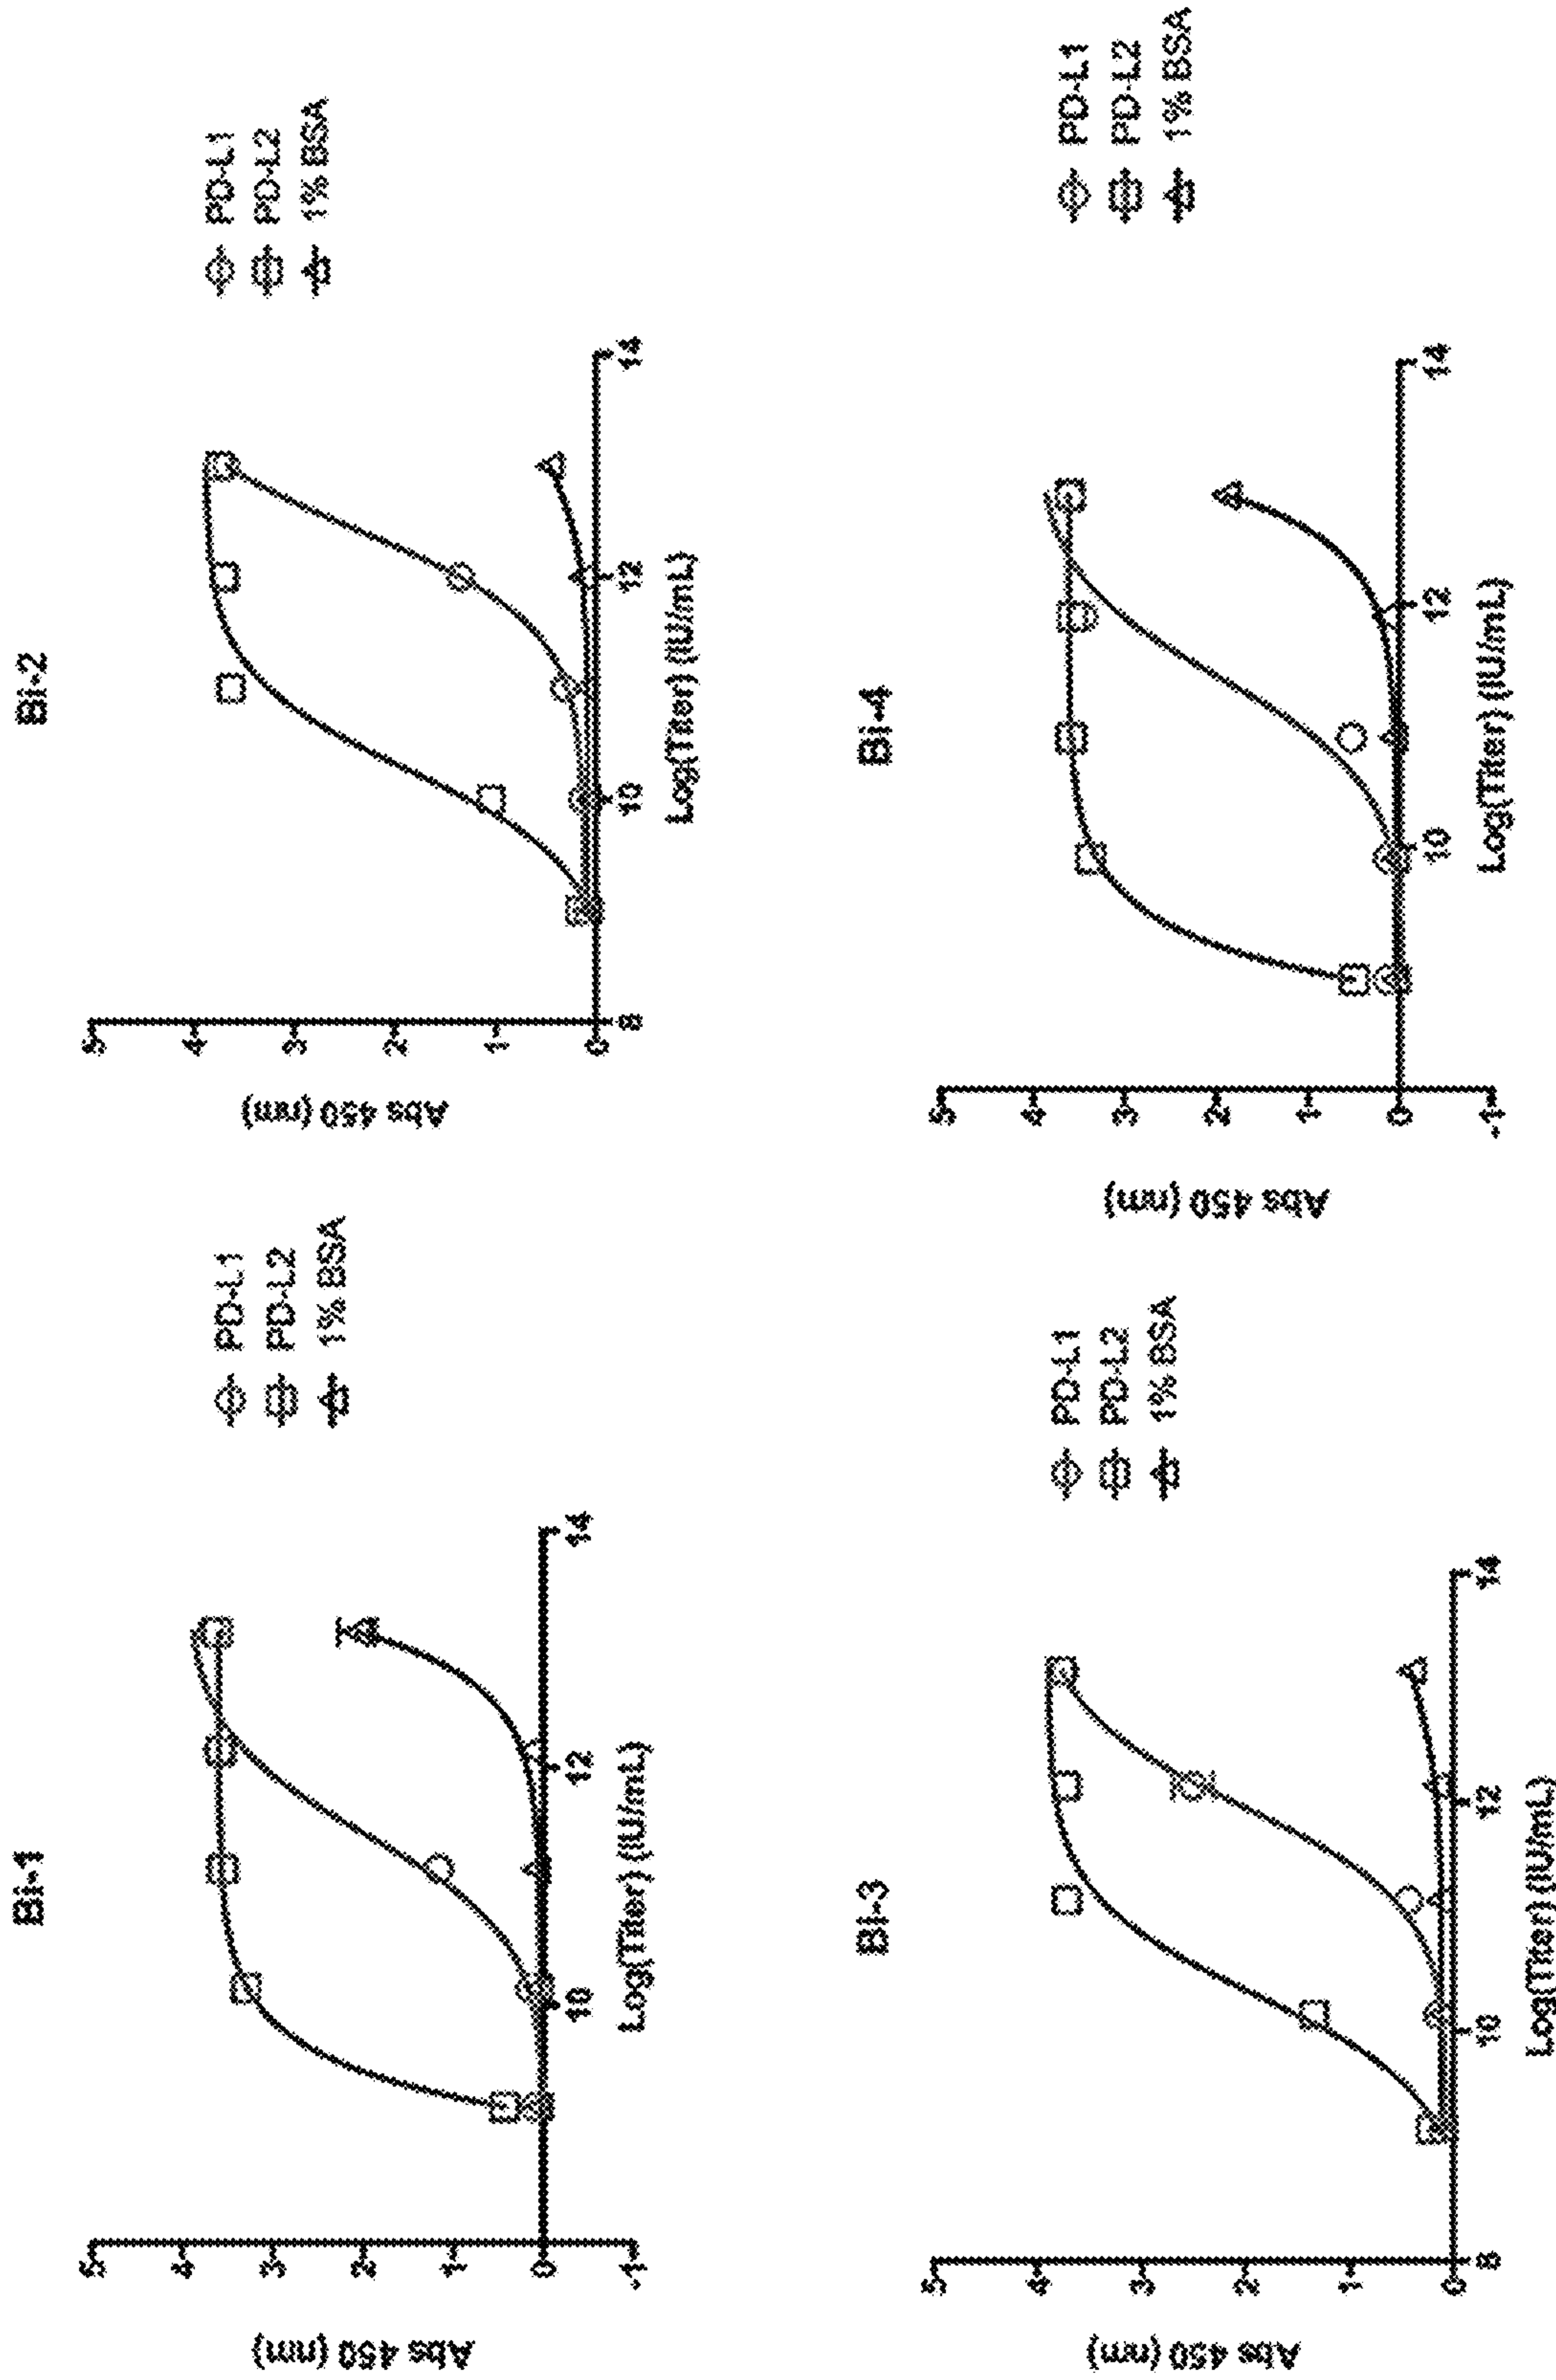 Bi-1
Abs 450 (nm)
5
4
3
2
1
0
-1
10
12
14
Log(Titer) (IU/mL)
PD-L1
PD-L2
1% BSA
Bi-2
Abs 450 (nm)
5
4
3
2
1
0
8
10
12
14
Log(Titer) (IU/mL)
PD-L1
PD-L2
1% BSA
Bi-3
Abs 450 (nm)
5
4
3
2
1
0
8
10
12
14
Log(Titer) (IU/mL)
PD-L1
PD-L2
1% BSA
Bi-4
Abs 450 (nm)
5
4
3
2
1
0
-1
10
12
14
Log(Titer) (IU/mL)
PD-L1
PD-L2
1% BSA